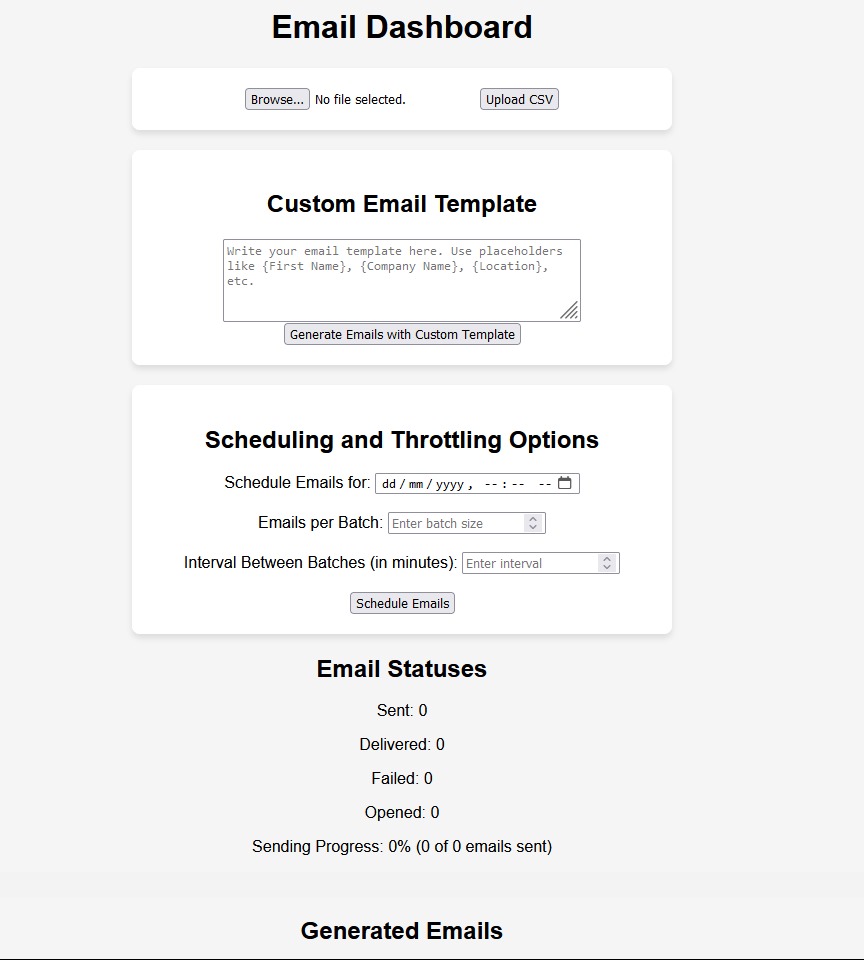 Email Dashboard
Browse... No file selected. Upload CSV
Custom Email Template
Write your email template here. Use placeholders
like {First Name}, {Company Name}, {Location},
etc.
Generate Emails with Custom Template
Scheduling and Throttling Options
Schedule Emails for: dd/mm/yyyy, --:-- --
Emails per Batch: Enter batch size
Interval Between Batches (in minutes): Enter interval
Schedule Emails
Email Statuses
Sent: 0
Delivered: 0
Failed: 0
Opened: 0
Sending Progress: 0% (0 of 0 emails sent)
Generated Emails